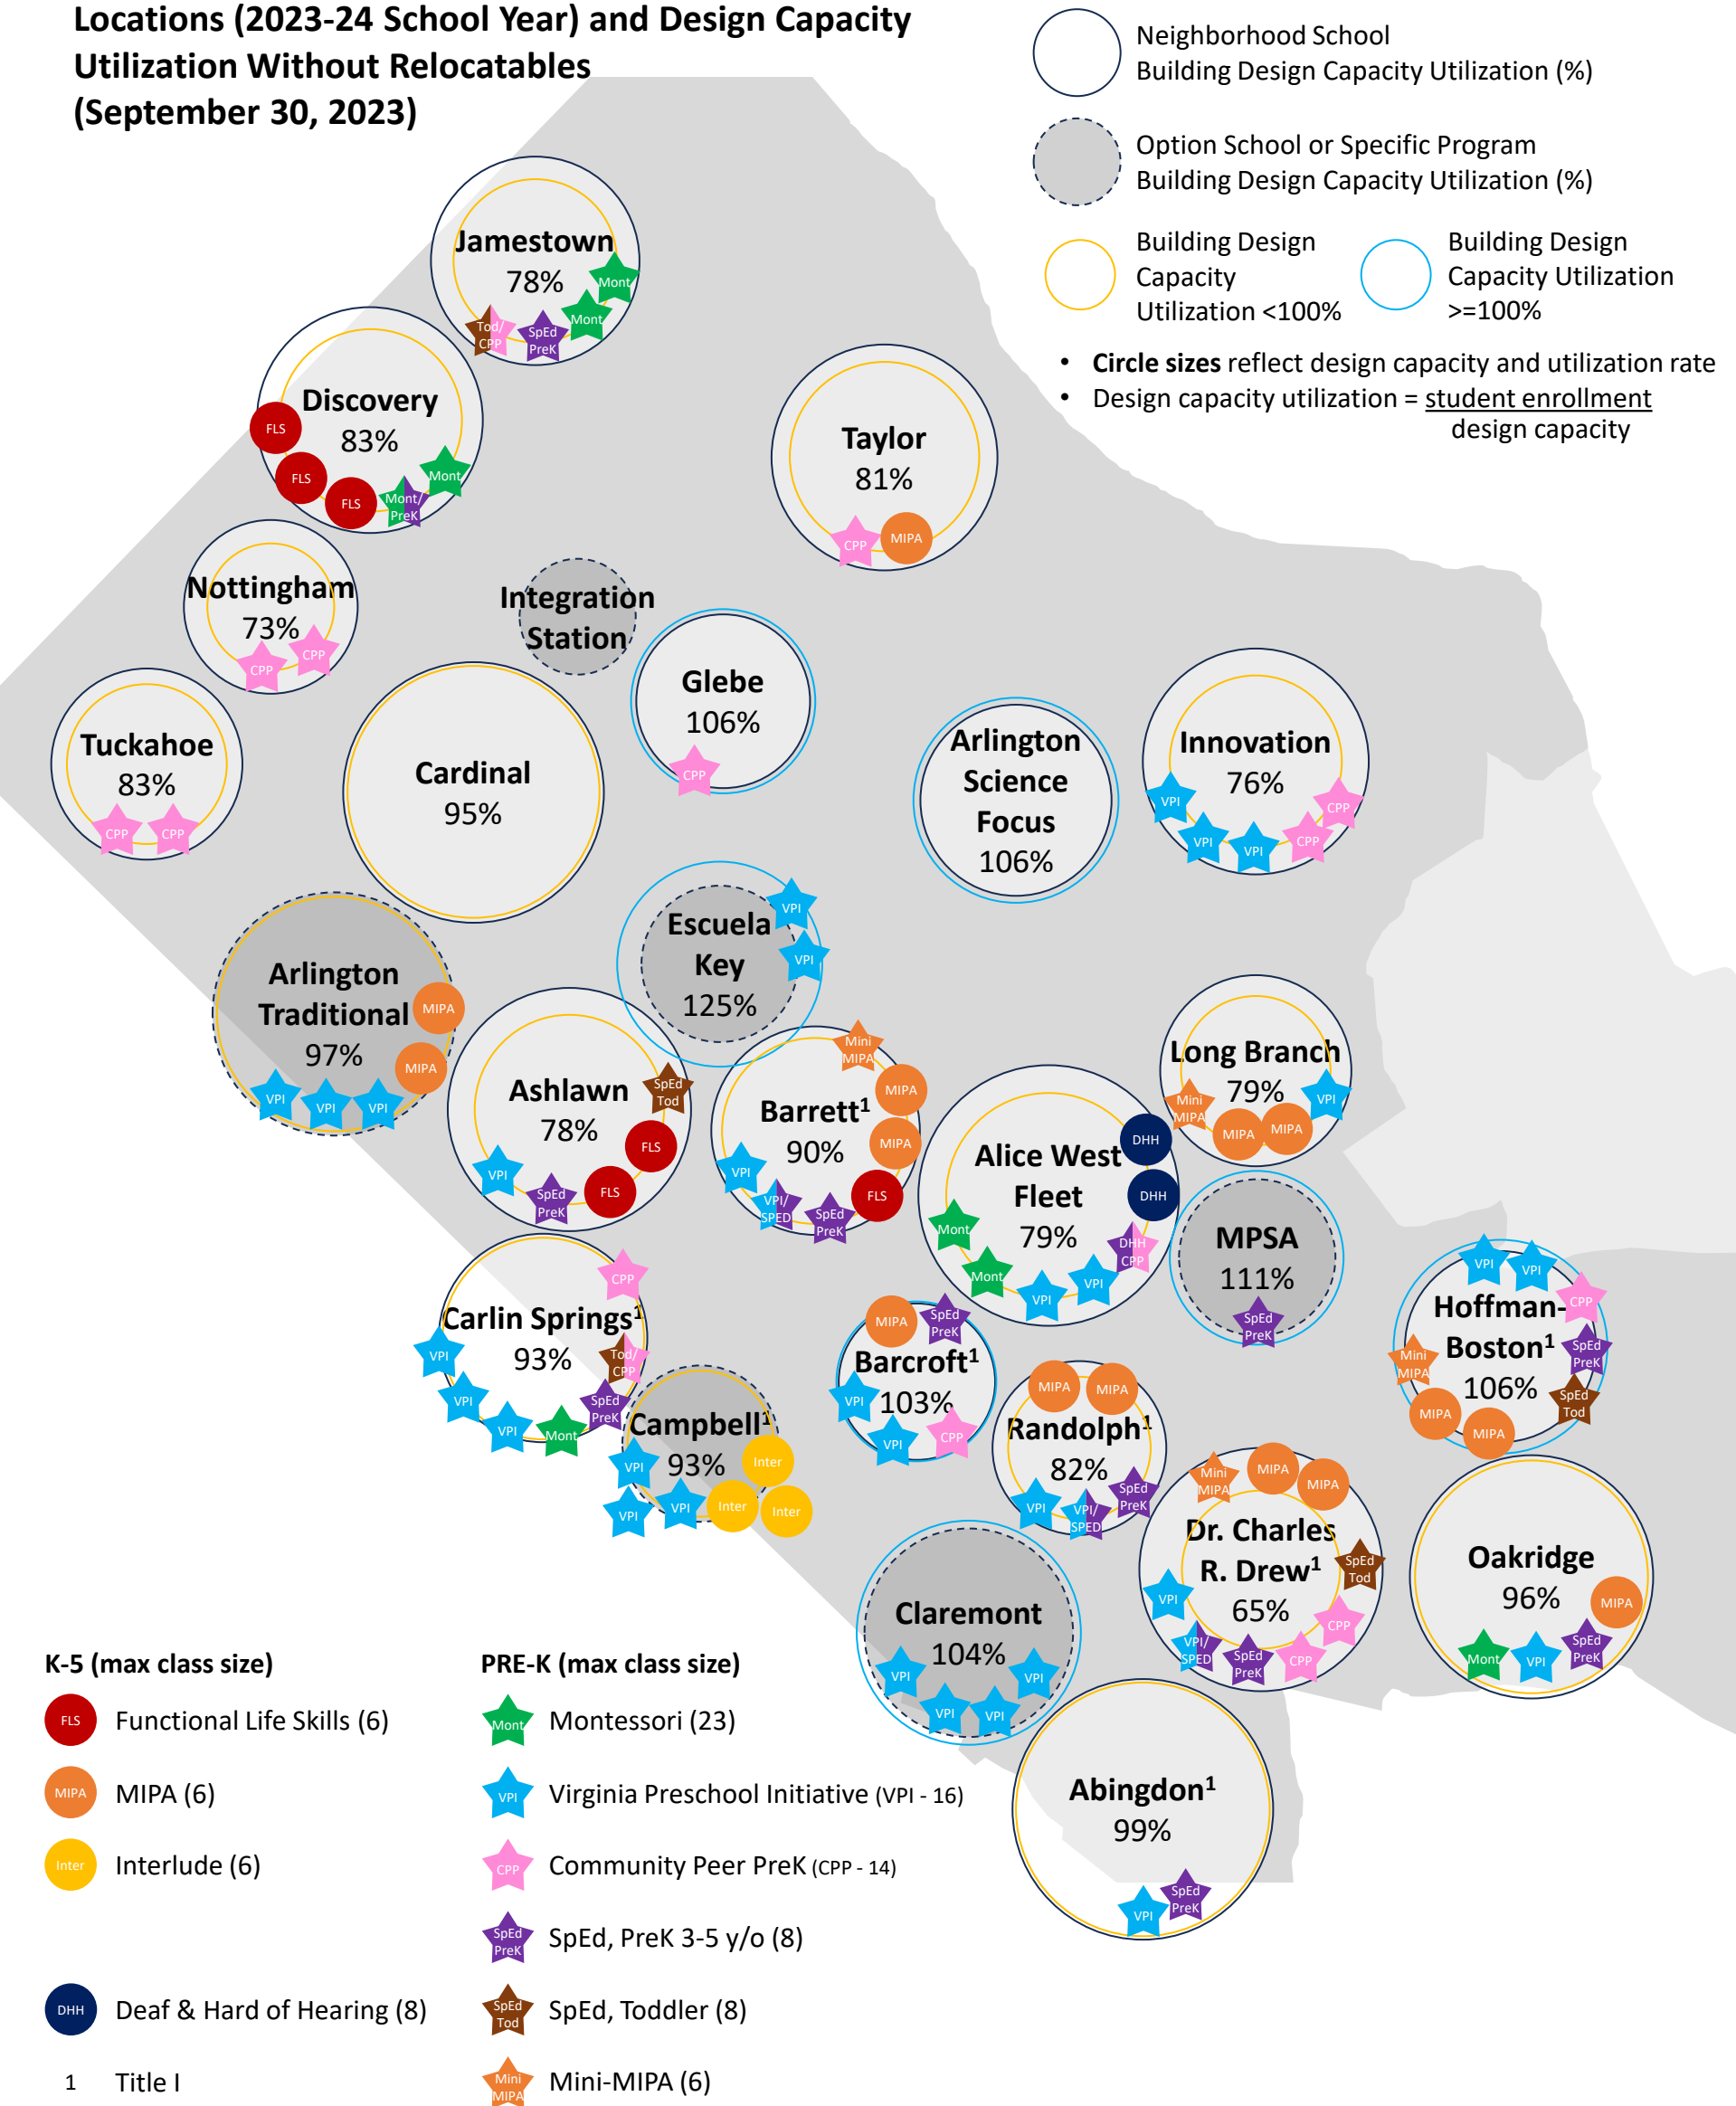 Locations (2023-24 School Year) and Design Capacity
Utilization Without Relocatables
(September 30, 2023)
Neighborhood School
Building Design Capacity Utilization (%)
Option School or Specific Program
Building Design Capacity Utilization (%)
Building Design
Capacity
Utilization <100%
Building Design
Capacity Utilization
>=100%
• Circle sizes reflect design capacity and utilization rate
• Design capacity utilization = student enrollment
design capacity
Jamestown
78%
Mont
Mont
Tod/
CPP
SpEd
PreK
Discovery
83%
FLS
FLS
FLS
Mont/
PreK
Mont
Taylor
81%
CPP
MIPA
Nottingham
73%
CPP
CPP
Integration
Station
Glebe
106%
CPP
Tuckahoe
83%
CPP
CPP
Cardinal
95%
Arlington
Science
Focus
106%
Innovation
76%
VPI
VPI
VPI
CPP
CPP
Escuela
Key
125%
VPI
VPI
Arlington
Traditional
97%
MIPA
MIPA
VPI
VPI
VPI
Ashlawn
78%
SpEd
Tod
FLS
FLS
VPI
SpEd
PreK
Barrett¹
90%
Mini
MIPA
MIPA
MIPA
FLS
VPI
VPI/
SPED
SpEd
PreK
Alice West
Fleet
79%
DHH
DHH
DHH
CPP
Mont
Mont
VPI
VPI
Long Branch
79%
Mini
MIPA
MIPA
MIPA
VPI
MPSA
111%
SpEd
PreK
Hoffman-
Boston¹
106%
VPI
VPI
CPP
SpEd
PreK
SpEd
Tod
Mini
MIPA
MIPA
MIPA
Carlin Springs¹
93%
CPP
Tod/
CPP
SpEd
PreK
VPI
VPI
VPI
Mont
Campbell¹
93%
VPI
VPI
VPI
Inter
Inter
Inter
Barcroft¹
103%
MIPA
SpEd
PreK
VPI
VPI
CPP
Randolph¹
82%
MIPA
MIPA
VPI
VPI/
SPED
SpEd
PreK
Dr. Charles
R. Drew¹
65%
Mini
MIPA
MIPA
MIPA
SpEd
Tod
VPI
VPI/
SPED
SpEd
PreK
CPP
CPP
Oakridge
96%
MIPA
Mont
VPI
SpEd
PreK
Claremont
104%
VPI
VPI
VPI
VPI
Abingdon¹
99%
VPI
SpEd
PreK
K-5 (max class size)
FLS Functional Life Skills (6)
MIPA MIPA (6)
Inter Interlude (6)
DHH Deaf & Hard of Hearing (8)
1 Title I
PRE-K (max class size)
Mont Montessori (23)
VPI Virginia Preschool Initiative (VPI - 16)
CPP Community Peer PreK (CPP - 14)
SpEd
PreK SpEd, PreK 3-5 y/o (8)
SpEd
Tod SpEd, Toddler (8)
Mini
MIPA Mini-MIPA (6)